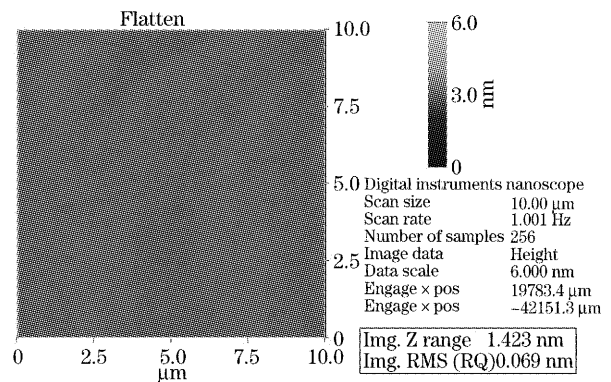 Flatten
10.0
7.5
5.0
2.5
0
0 2.5 5.0 7.5 10.0
μm
6.0
3.0
0
nm
Digital instruments nanoscope
Scan size 10.00 μm
Scan rate 1.001 Hz
Number of samples 256
Image data Height
Data scale 6.000 nm
Engage × pos 19783.4 μm
Engage × pos -42151.3 μm
Img. Z range 1.423 nm
Img. RMS (RQ)0.069 nm